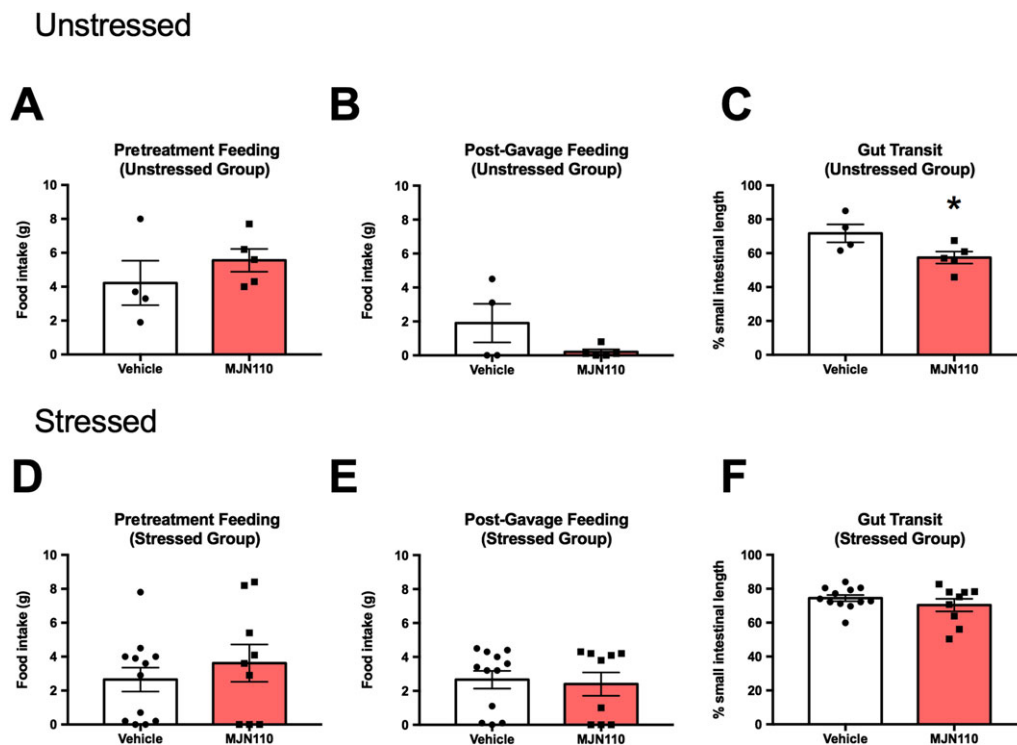 Unstressed
A
B
C
Pretreatment Feeding
(Unstressed Group)
Post-Gavage Feeding
(Unstressed Group)
Gut Transit
(Unstressed Group)
Food intake (g)
10
8
6
4
2
0
Vehicle
MJN110
Food intake (g)
10
8
6
4
2
0
Vehicle
MJN110
% small intestinal length
100
80
60
40
20
0
*
Vehicle
MJN110
Stressed
D
E
F
Pretreatment Feeding
(Stressed Group)
Post-Gavage Feeding
(Stressed Group)
Gut Transit
(Stressed Group)
Food intake (g)
10
8
6
4
2
0
Vehicle
MJN110
Food intake (g)
10
8
6
4
2
0
Vehicle
MJN110
% small intestinal length
100
80
60
40
20
0
Vehicle
MJN110